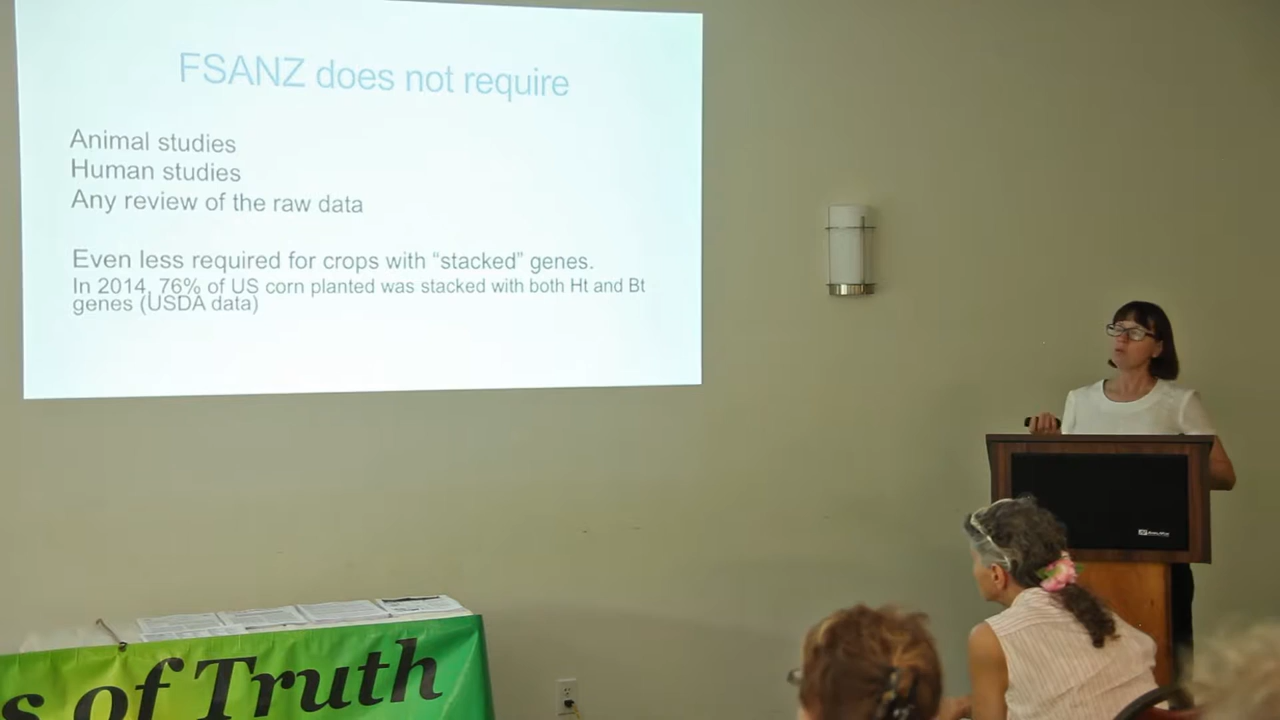 FSANZ does not require
Animal studies
Human studies
Any review of the raw data
Even less required for crops with “stacked” genes.
In 2014, 76% of US corn planted was stacked with both Ht and Bt
genes (USDA data)
s of Truth